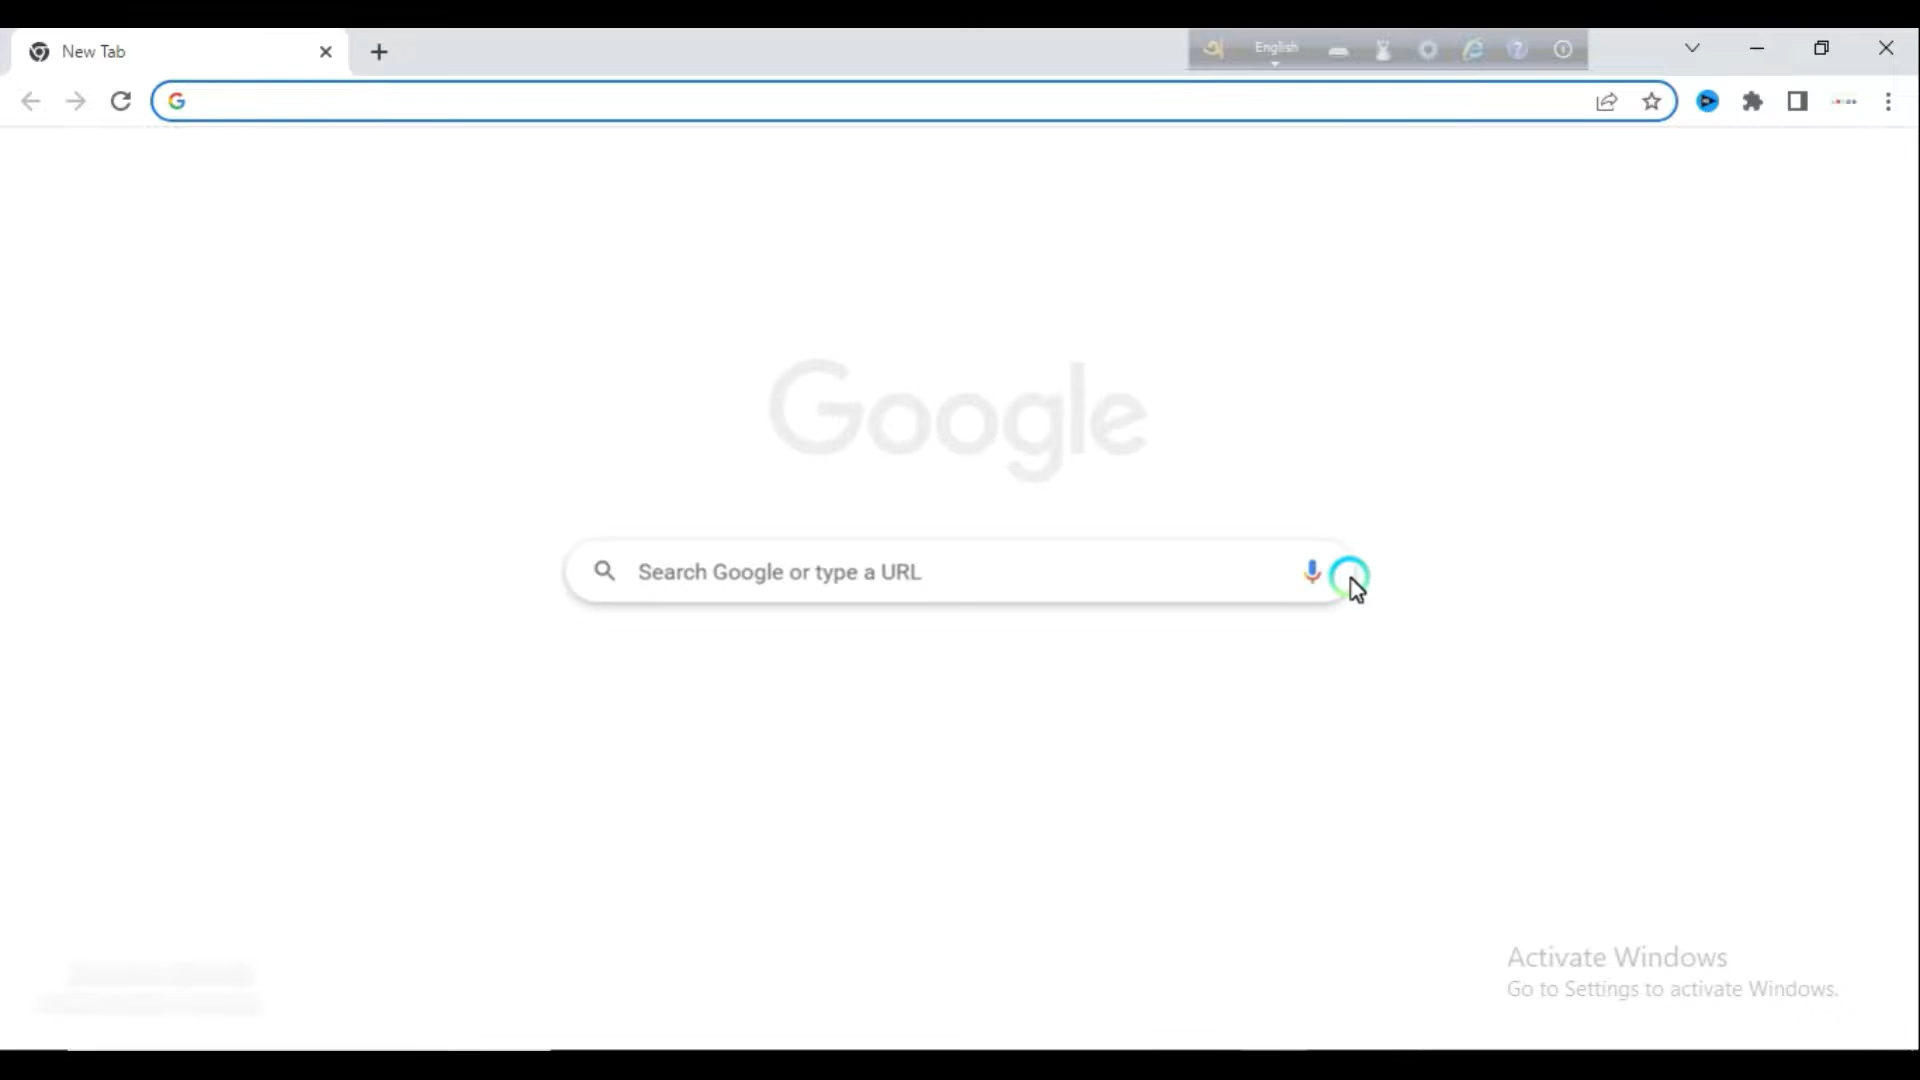 New Tab
English
Google
Search Google or type a URL
Activate Windows
Go to Settings to activate Windows.